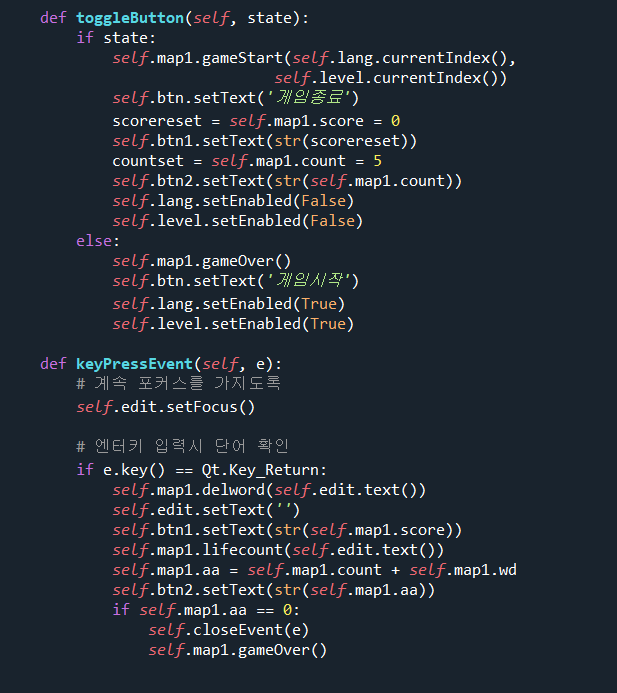 def toggleButton(self, state):
    if state:
        self.map1.gameStart(self.lang.currentIndex(),
                          self.level.currentIndex())
        self.btn.setText('게임종료')
        scorereset = self.map1.score = 0
        self.btn1.setText(str(scorereset))
        countset = self.map1.count = 5
        self.btn2.setText(str(self.map1.count))
        self.lang.setEnabled(False)
        self.level.setEnabled(False)
    else:
        self.map1.gameOver()
        self.btn.setText('게임시작')
        self.lang.setEnabled(True)
        self.level.setEnabled(True)

def keyPressEvent(self, e):
    # 계속 포커스를 가지도록
    self.edit.setFocus()

    # 엔터키 입력시 단어 확인
    if e.key() == Qt.Key_Return:
        self.map1.delword(self.edit.text())
        self.edit.setText('')
        self.btn1.setText(str(self.map1.score))
        self.map1.lifecount(self.edit.text())
        self.map1.aa = self.map1.count + self.map1.wd
        self.btn2.setText(str(self.map1.aa))
        if self.map1.aa == 0:
            self.closeEvent(e)
            self.map1.gameOver()